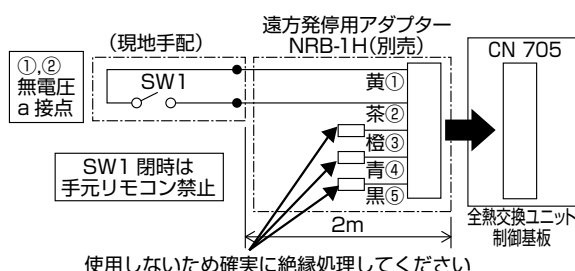 遠方発停用アダプター
NRB-1H(別売)
(現地手配)
CN 705
①,②
無電圧
a 接点
SW1
黄①
茶②
橙③
青④
黒⑤
SW1 閉時は
手元リモコン禁止
2m
全熱交換ユニット
制御基板
使用しないため確実に絶縁処理してください